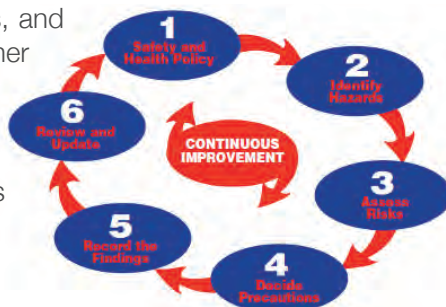 s, and
ner
s
1
Safety and
Health Policy
2
Identify
Hazards
3
Assess
Risks
4
Decide
Precautions
5
Record the
Findings
6
Review and
Update
CONTINUOUS
IMPROVEMENT